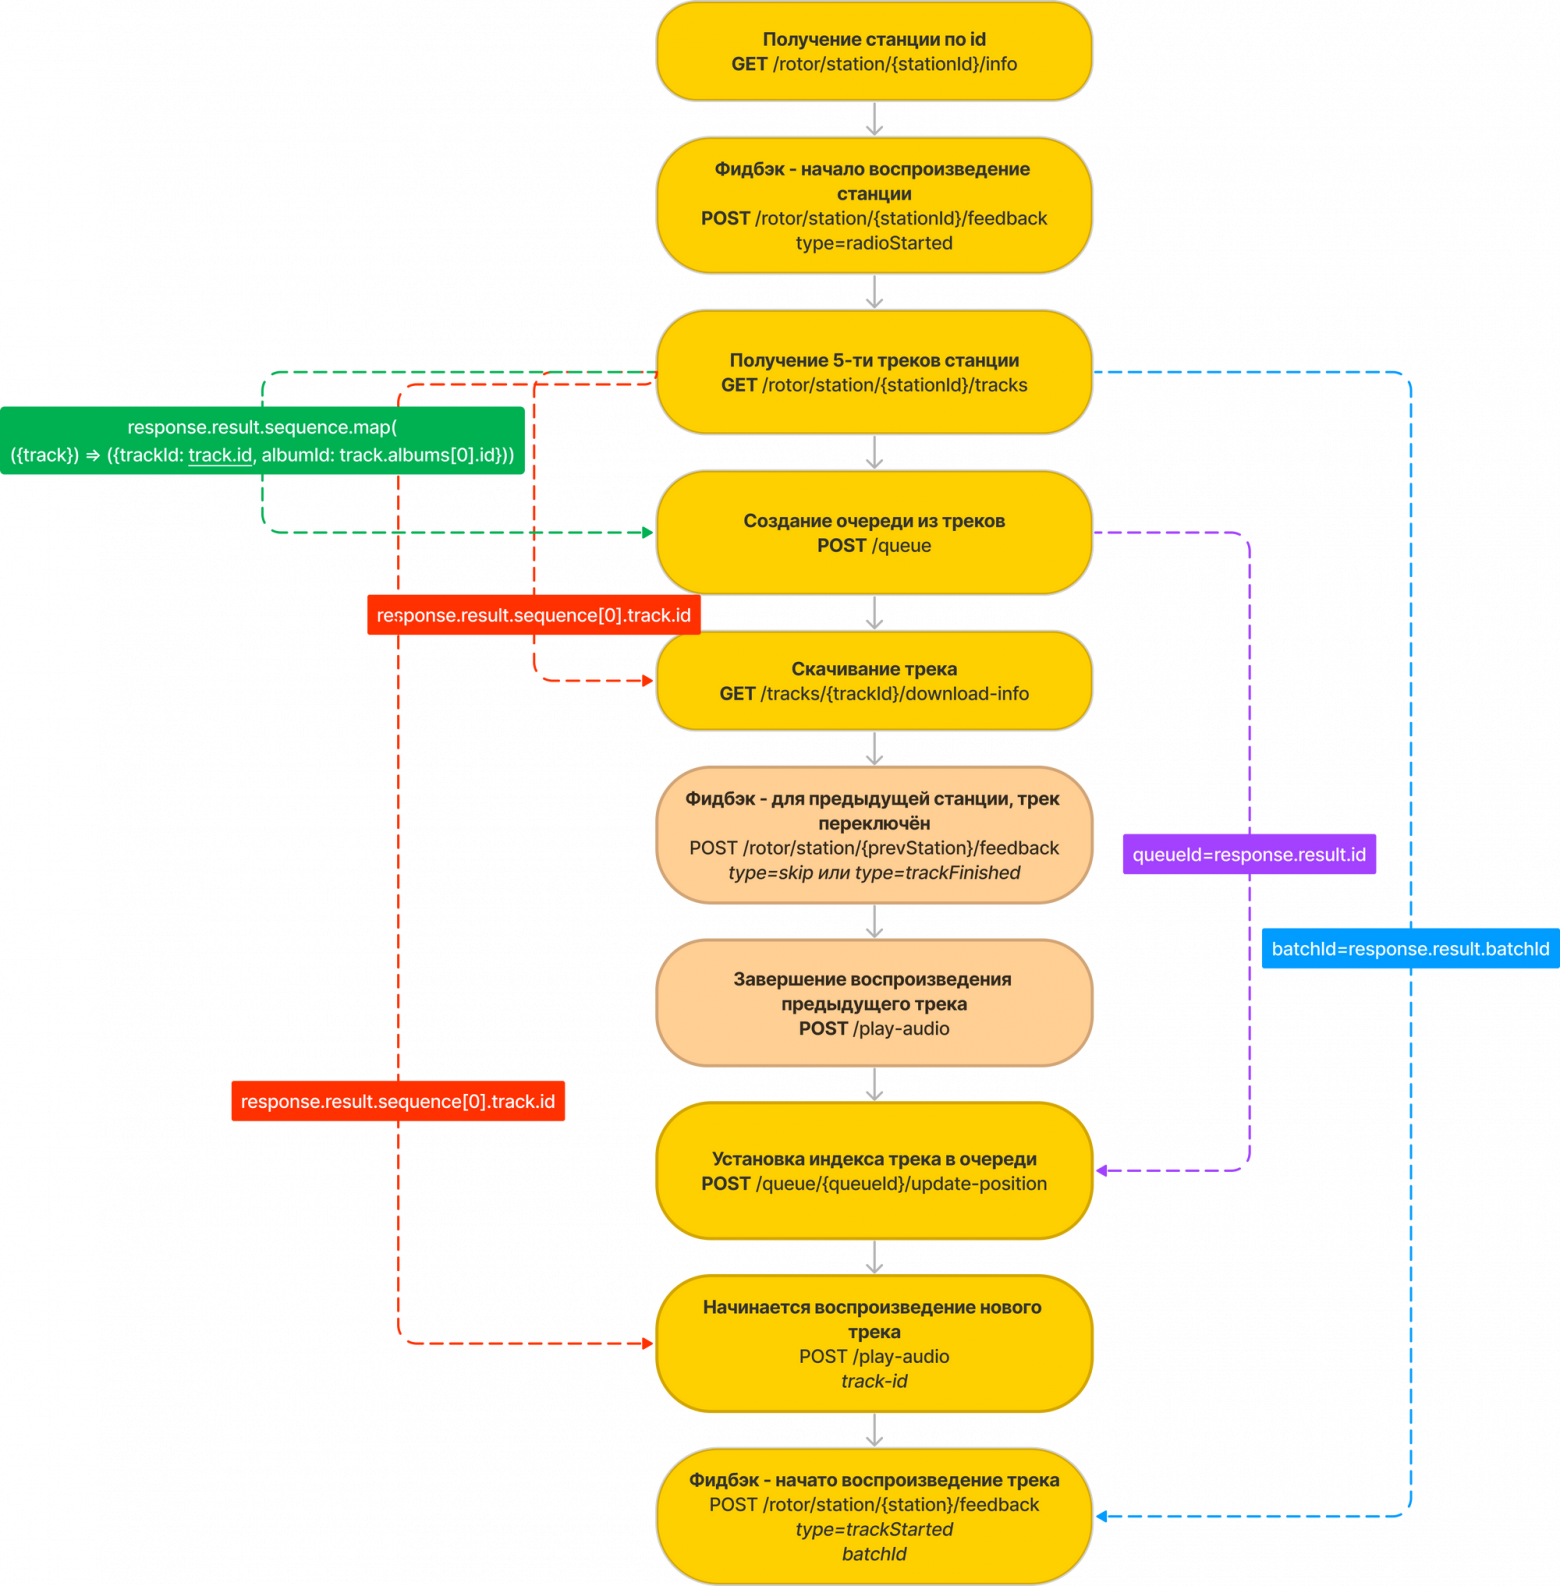 Получение станции по id
GET /rotor/station/{stationId}/info
Фидбэк - начало воспроизведение
станции
POST /rotor/station/{stationId}/feedback
type=radioStarted
Получение 5-ти треков станции
GET /rotor/station/{stationId}/tracks
response.result.sequence.map(
({track}) => ({trackId: track.id, albumId: track.albums[0].id}))
Создание очереди из треков
POST /queue
response.result.sequence[0].track.id
Скачивание трека
GET /tracks/{trackId}/download-info
Фидбэк - для предыдущей станции, трек
переключён
POST /rotor/station/{prevStation}/feedback
type=skip или type=trackFinished
queueId=response.result.id
batchId=response.result.batchId
Завершение воспроизведения
предыдущего трека
POST /play-audio
response.result.sequence[0].track.id
Установка индекса трека в очереди
POST /queue/{queueId}/update-position
Начинается воспроизведение нового
трека
POST /play-audio
track-id
Фидбэк - начато воспроизведение трека
POST /rotor/station/{station}/feedback
type=trackStarted
batchId